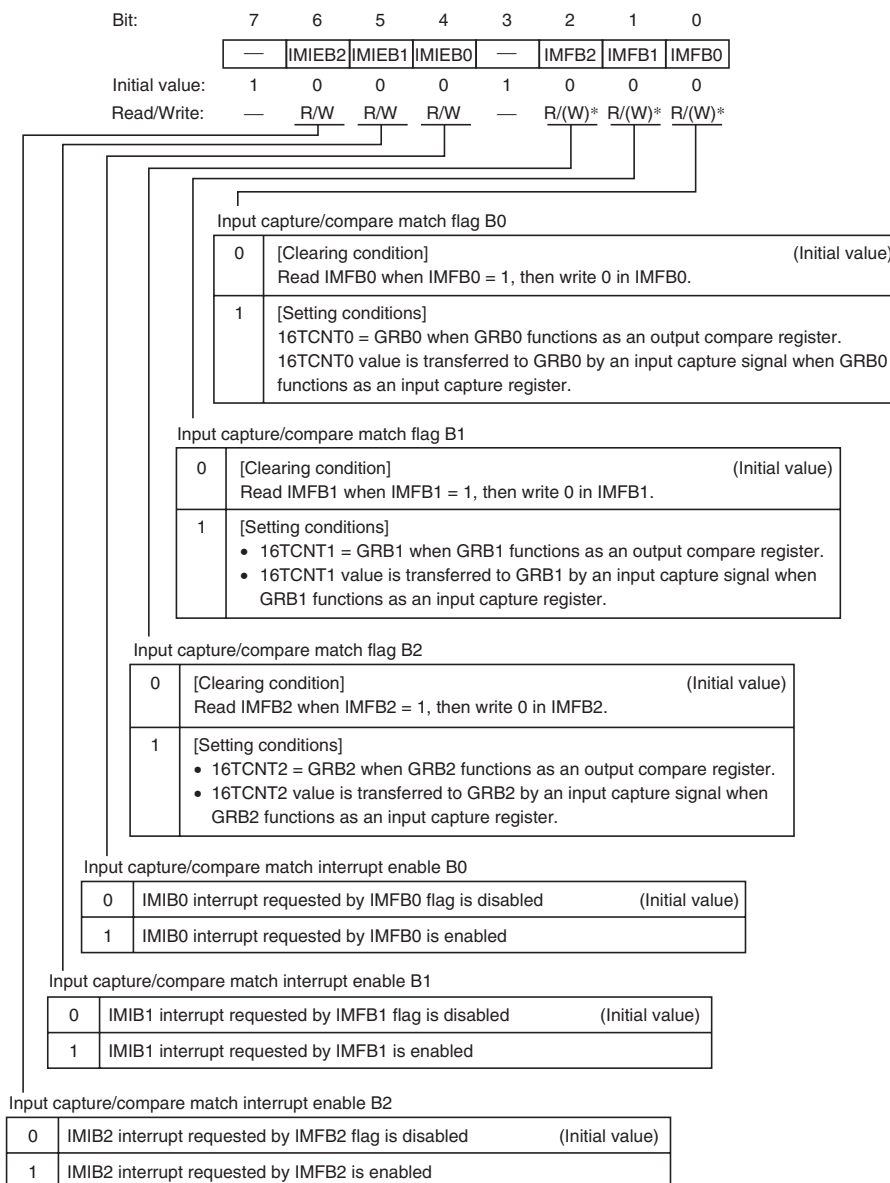 Bit: 7 6 5 4 3 2 1 0
— IMIEB2 IMIEB1 IMIEB0 — IMFB2 IMFB1 IMFB0
Initial value: 1 0 0 0 1 0 0 0
Read/Write: — R/W R/W R/W — R/(W)* R/(W)* R/(W)*
Input capture/compare match flag B0
0 [Clearing condition] (Initial value)
Read IMFB0 when IMFB0 = 1, then write 0 in IMFB0.
1 [Setting conditions]
16TCNT0 = GRB0 when GRB0 functions as an output compare register.
16TCNT0 value is transferred to GRB0 by an input capture signal when GRB0
functions as an input capture register.
Input capture/compare match flag B1
0 [Clearing condition] (Initial value)
Read IMFB1 when IMFB1 = 1, then write 0 in IMFB1.
1 [Setting conditions]
• 16TCNT1 = GRB1 when GRB1 functions as an output compare register.
• 16TCNT1 value is transferred to GRB1 by an input capture signal when
GRB1 functions as an input capture register.
Input capture/compare match flag B2
0 [Clearing condition] (Initial value)
Read IMFB2 when IMFB2 = 1, then write 0 in IMFB2.
1 [Setting conditions]
• 16TCNT2 = GRB2 when GRB2 functions as an output compare register.
• 16TCNT2 value is transferred to GRB2 by an input capture signal when
GRB2 functions as an input capture register.
Input capture/compare match interrupt enable B0
0 IMIB0 interrupt requested by IMFB0 flag is disabled (Initial value)
1 IMIB0 interrupt requested by IMFB0 is enabled
Input capture/compare match interrupt enable B1
0 IMIB1 interrupt requested by IMFB1 flag is disabled (Initial value)
1 IMIB1 interrupt requested by IMFB1 is enabled
Input capture/compare match interrupt enable B2
0 IMIB2 interrupt requested by IMFB2 flag is disabled (Initial value)
1 IMIB2 interrupt requested by IMFB2 is enabled